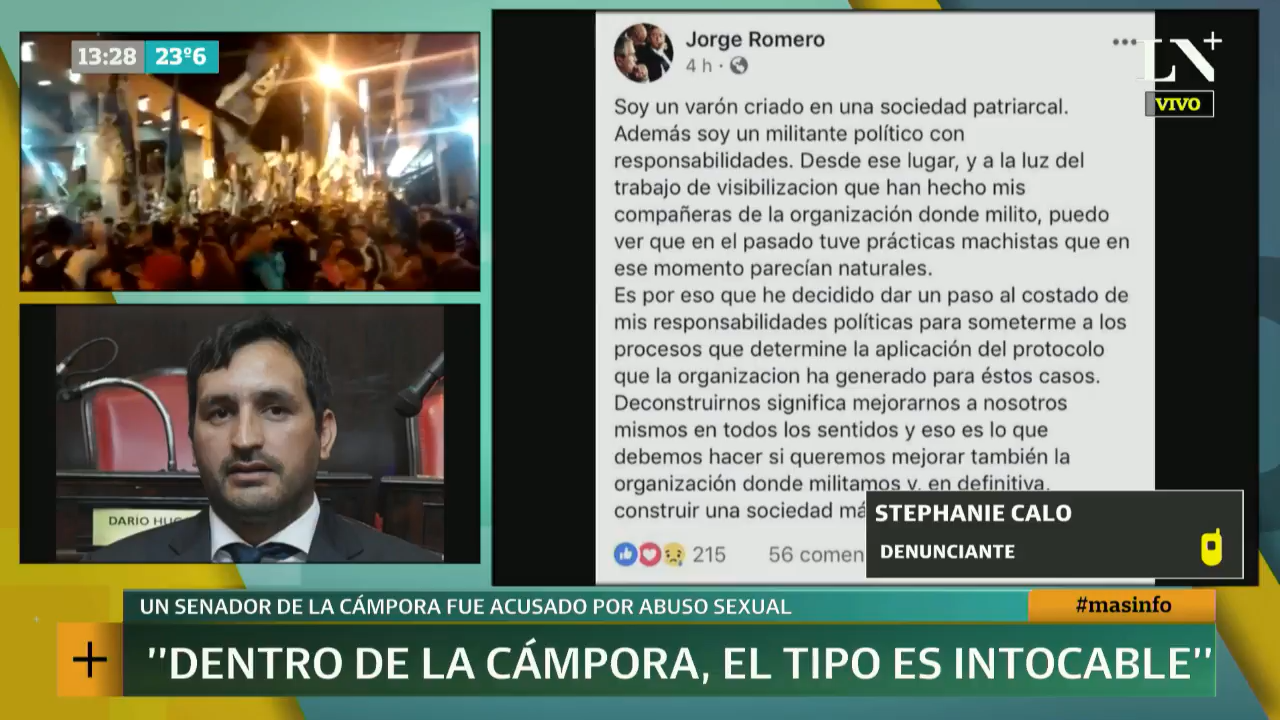 13:28 23º6
Jorge Romero
4 h
LN+
VIVO
Soy un varón criado en una sociedad patriarcal.
Además soy un militante político con
responsabilidades. Desde ese lugar, y a la luz del
trabajo de visibilizacion que han hecho mis
compañeras de la organización donde milito, puedo
ver que en el pasado tuve prácticas machistas que en
ese momento parecían naturales.
Es por eso que he decidido dar un paso al costado de
mis responsabilidades políticas para someterme a los
procesos que determine la aplicación del protocolo
que la organizacion ha generado para éstos casos.
Deconstruirnos significa mejorarnos a nosotros
mismos en todos los sentidos y eso es lo que
debemos hacer si queremos mejorar también la
organización donde militamos y, en definitiva,
construir una sociedad má
215 56 comen
DARÍO HU
STEPHANIE CALO
DENUNCIANTE
UN SENADOR DE LA CÁMPORA FUE ACUSADO POR ABUSO SEXUAL
#masinfo
+ "DENTRO DE LA CÁMPORA, EL TIPO ES INTOCABLE"